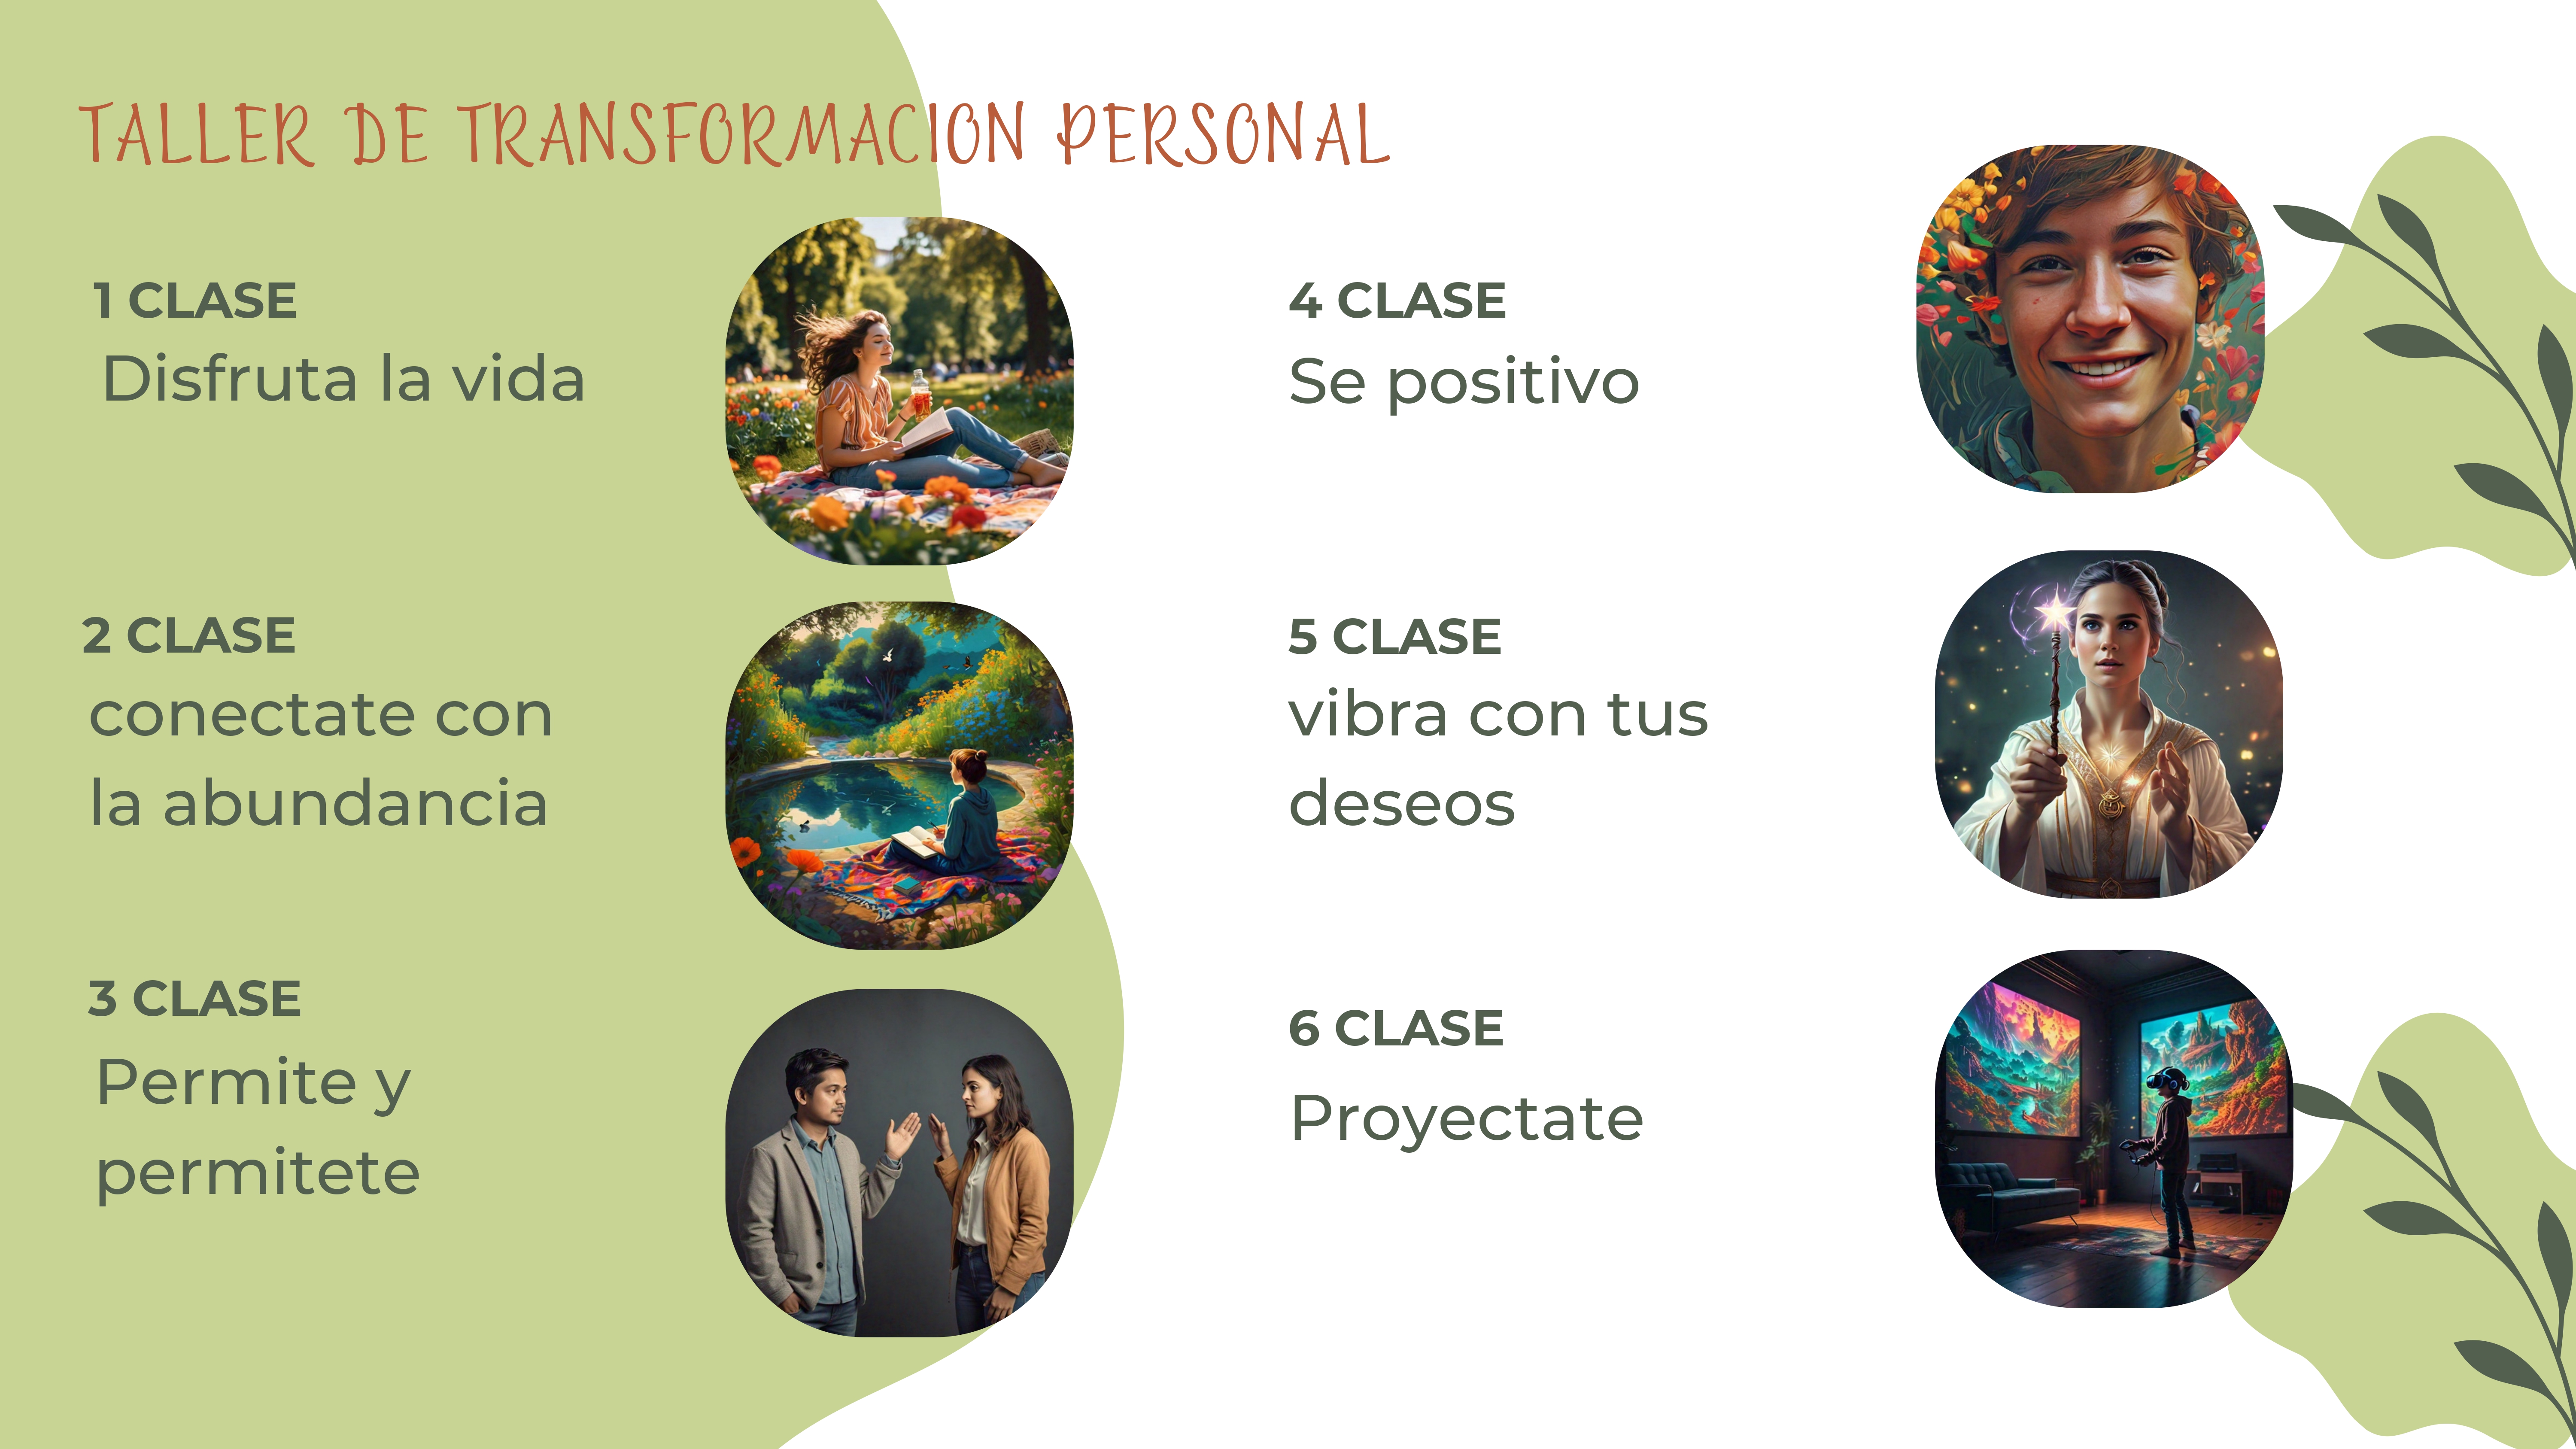 TALLER DE TRANSFORMACION PERSONAL
1 CLASE
Disfruta la vida
2 CLASE
conectate con
la abundancia
3 CLASE
Permite y
permitete
4 CLASE
Se positivo
5 CLASE
vibra con tus
deseos
6 CLASE
Proyectate